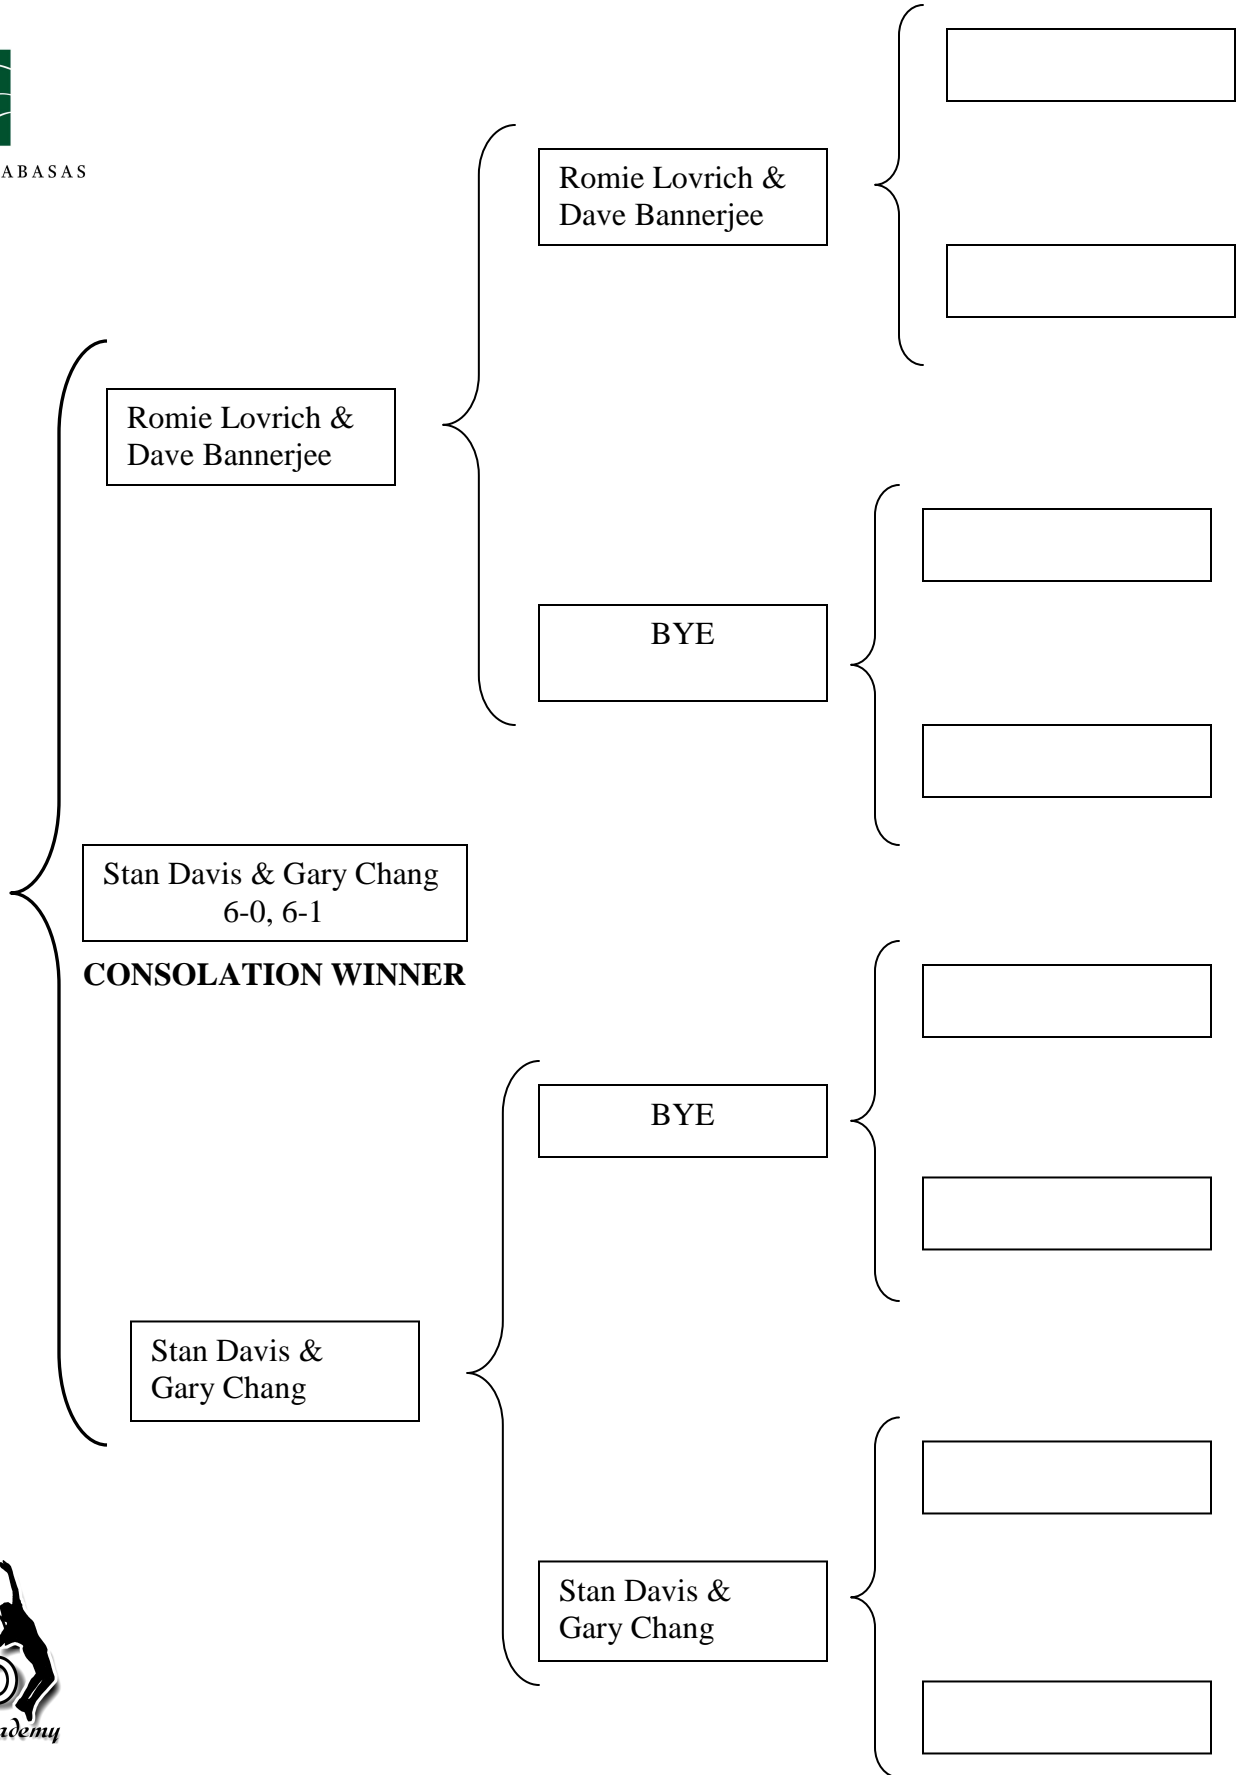 ABASAS
Romie Lovrich &
Dave Bannerjee
Romie Lovrich &
Dave Bannerjee
BYE
Stan Davis & Gary Chang
6-0, 6-1
CONSOLATION WINNER
BYE
Stan Davis &
Gary Chang
Stan Davis &
Gary Chang